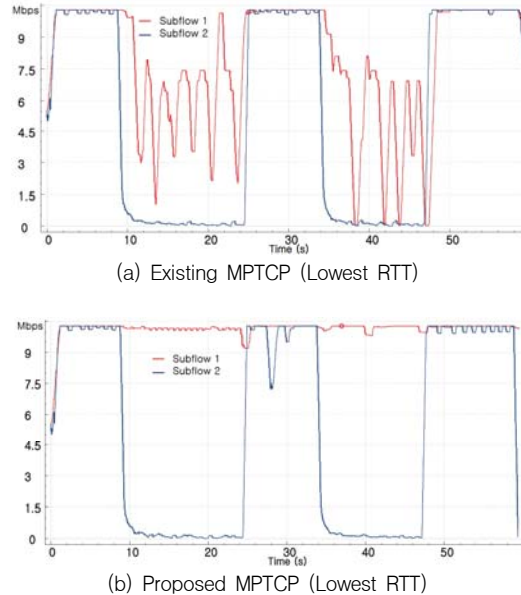 Mbps
9
7.5
6
4.5
3
1.5
0
Subflow 1
Subflow 2
0 10 20 30 40 50
Time (s)
(a) Existing MPTCP (Lowest RTT)
Mbps
9
7.5
6
4.5
3
1.5
0
Subflow 1
Subflow 2
0 10 20 30 40 50
Time (s)
(b) Proposed MPTCP (Lowest RTT)